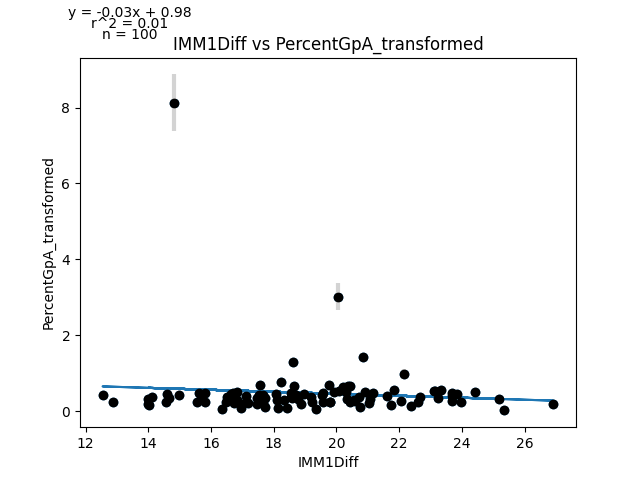 y = -0.03x + 0.98
r^2 = 0.01
n = 100
IMM1Diff vs PercentGpA_transformed
PercentGpA_transformed
8
6
4
2
0
12 14 16 18 20 22 24 26
IMM1Diff